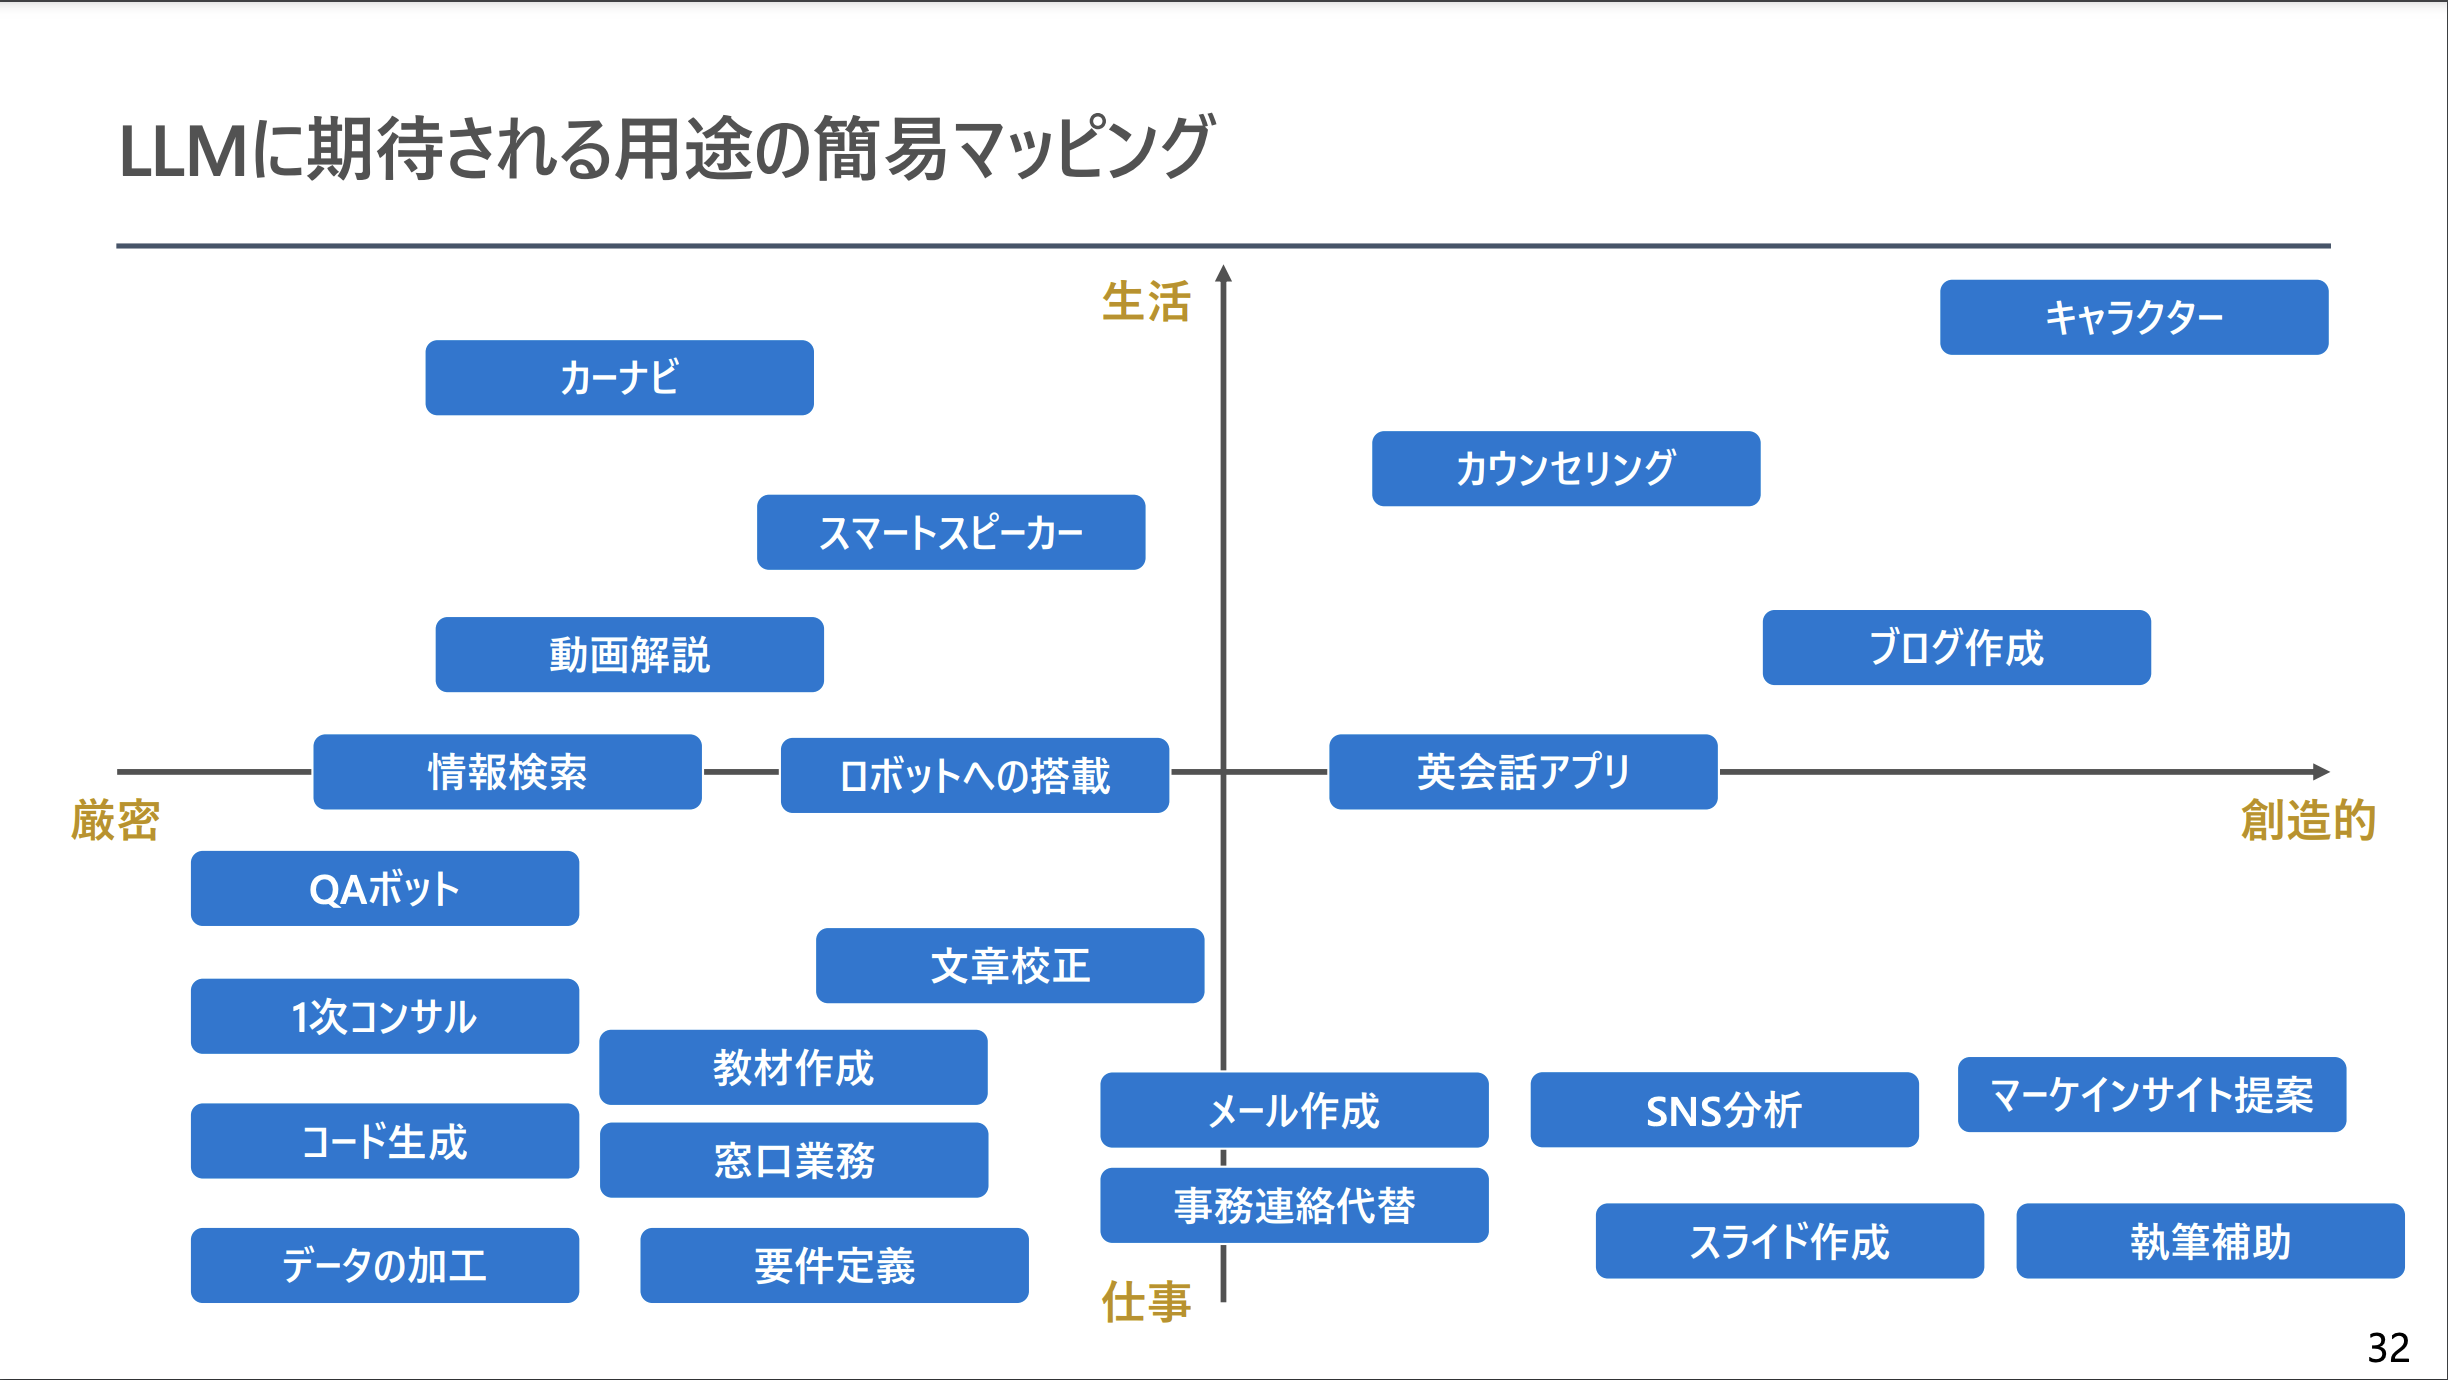 LLMに期待される用途の簡易マッピング
生活
キャラクター
カーナビ
カウンセリング
スマートスピーカー
動画解説
ブログ作成
情報検索
ロボットへの搭載
英会話アプリ
厳密
創造的
QAボット
文章校正
1次コンサル
教材作成
メール作成
SNS分析
マーケインサイト提案
コード生成
窓口業務
事務連絡代替
スライド作成
執筆補助
データの加工
要件定義
仕事
32